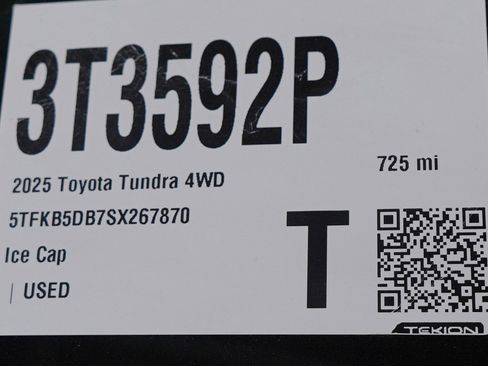 3T3592P
2025 Toyota Tundra 4WD
725 mi
5TFKB5DB7SX267870
Ice Cap
| USED
T
TEKION